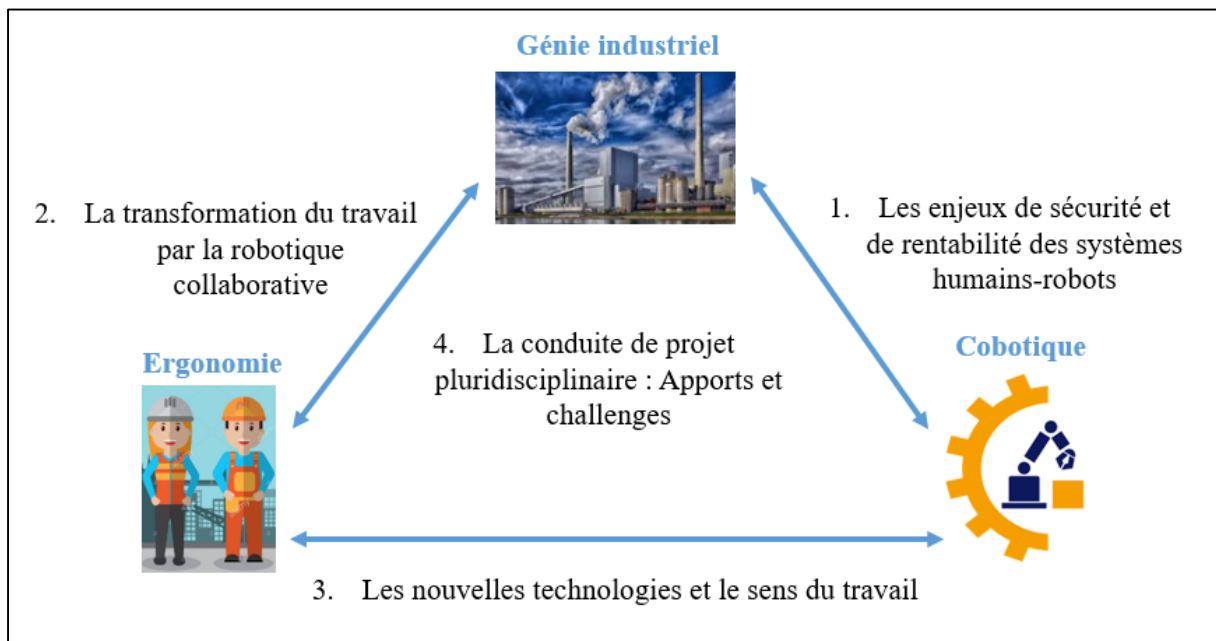 Génie industriel
2. La transformation du travail
par la robotique
collaborative
1. Les enjeux de sécurité et
de rentabilité des systèmes
humains-robots
Ergonomie
4. La conduite de projet
pluridisciplinaire : Apports et
challenges
Cobotique
3. Les nouvelles technologies et le sens du travail